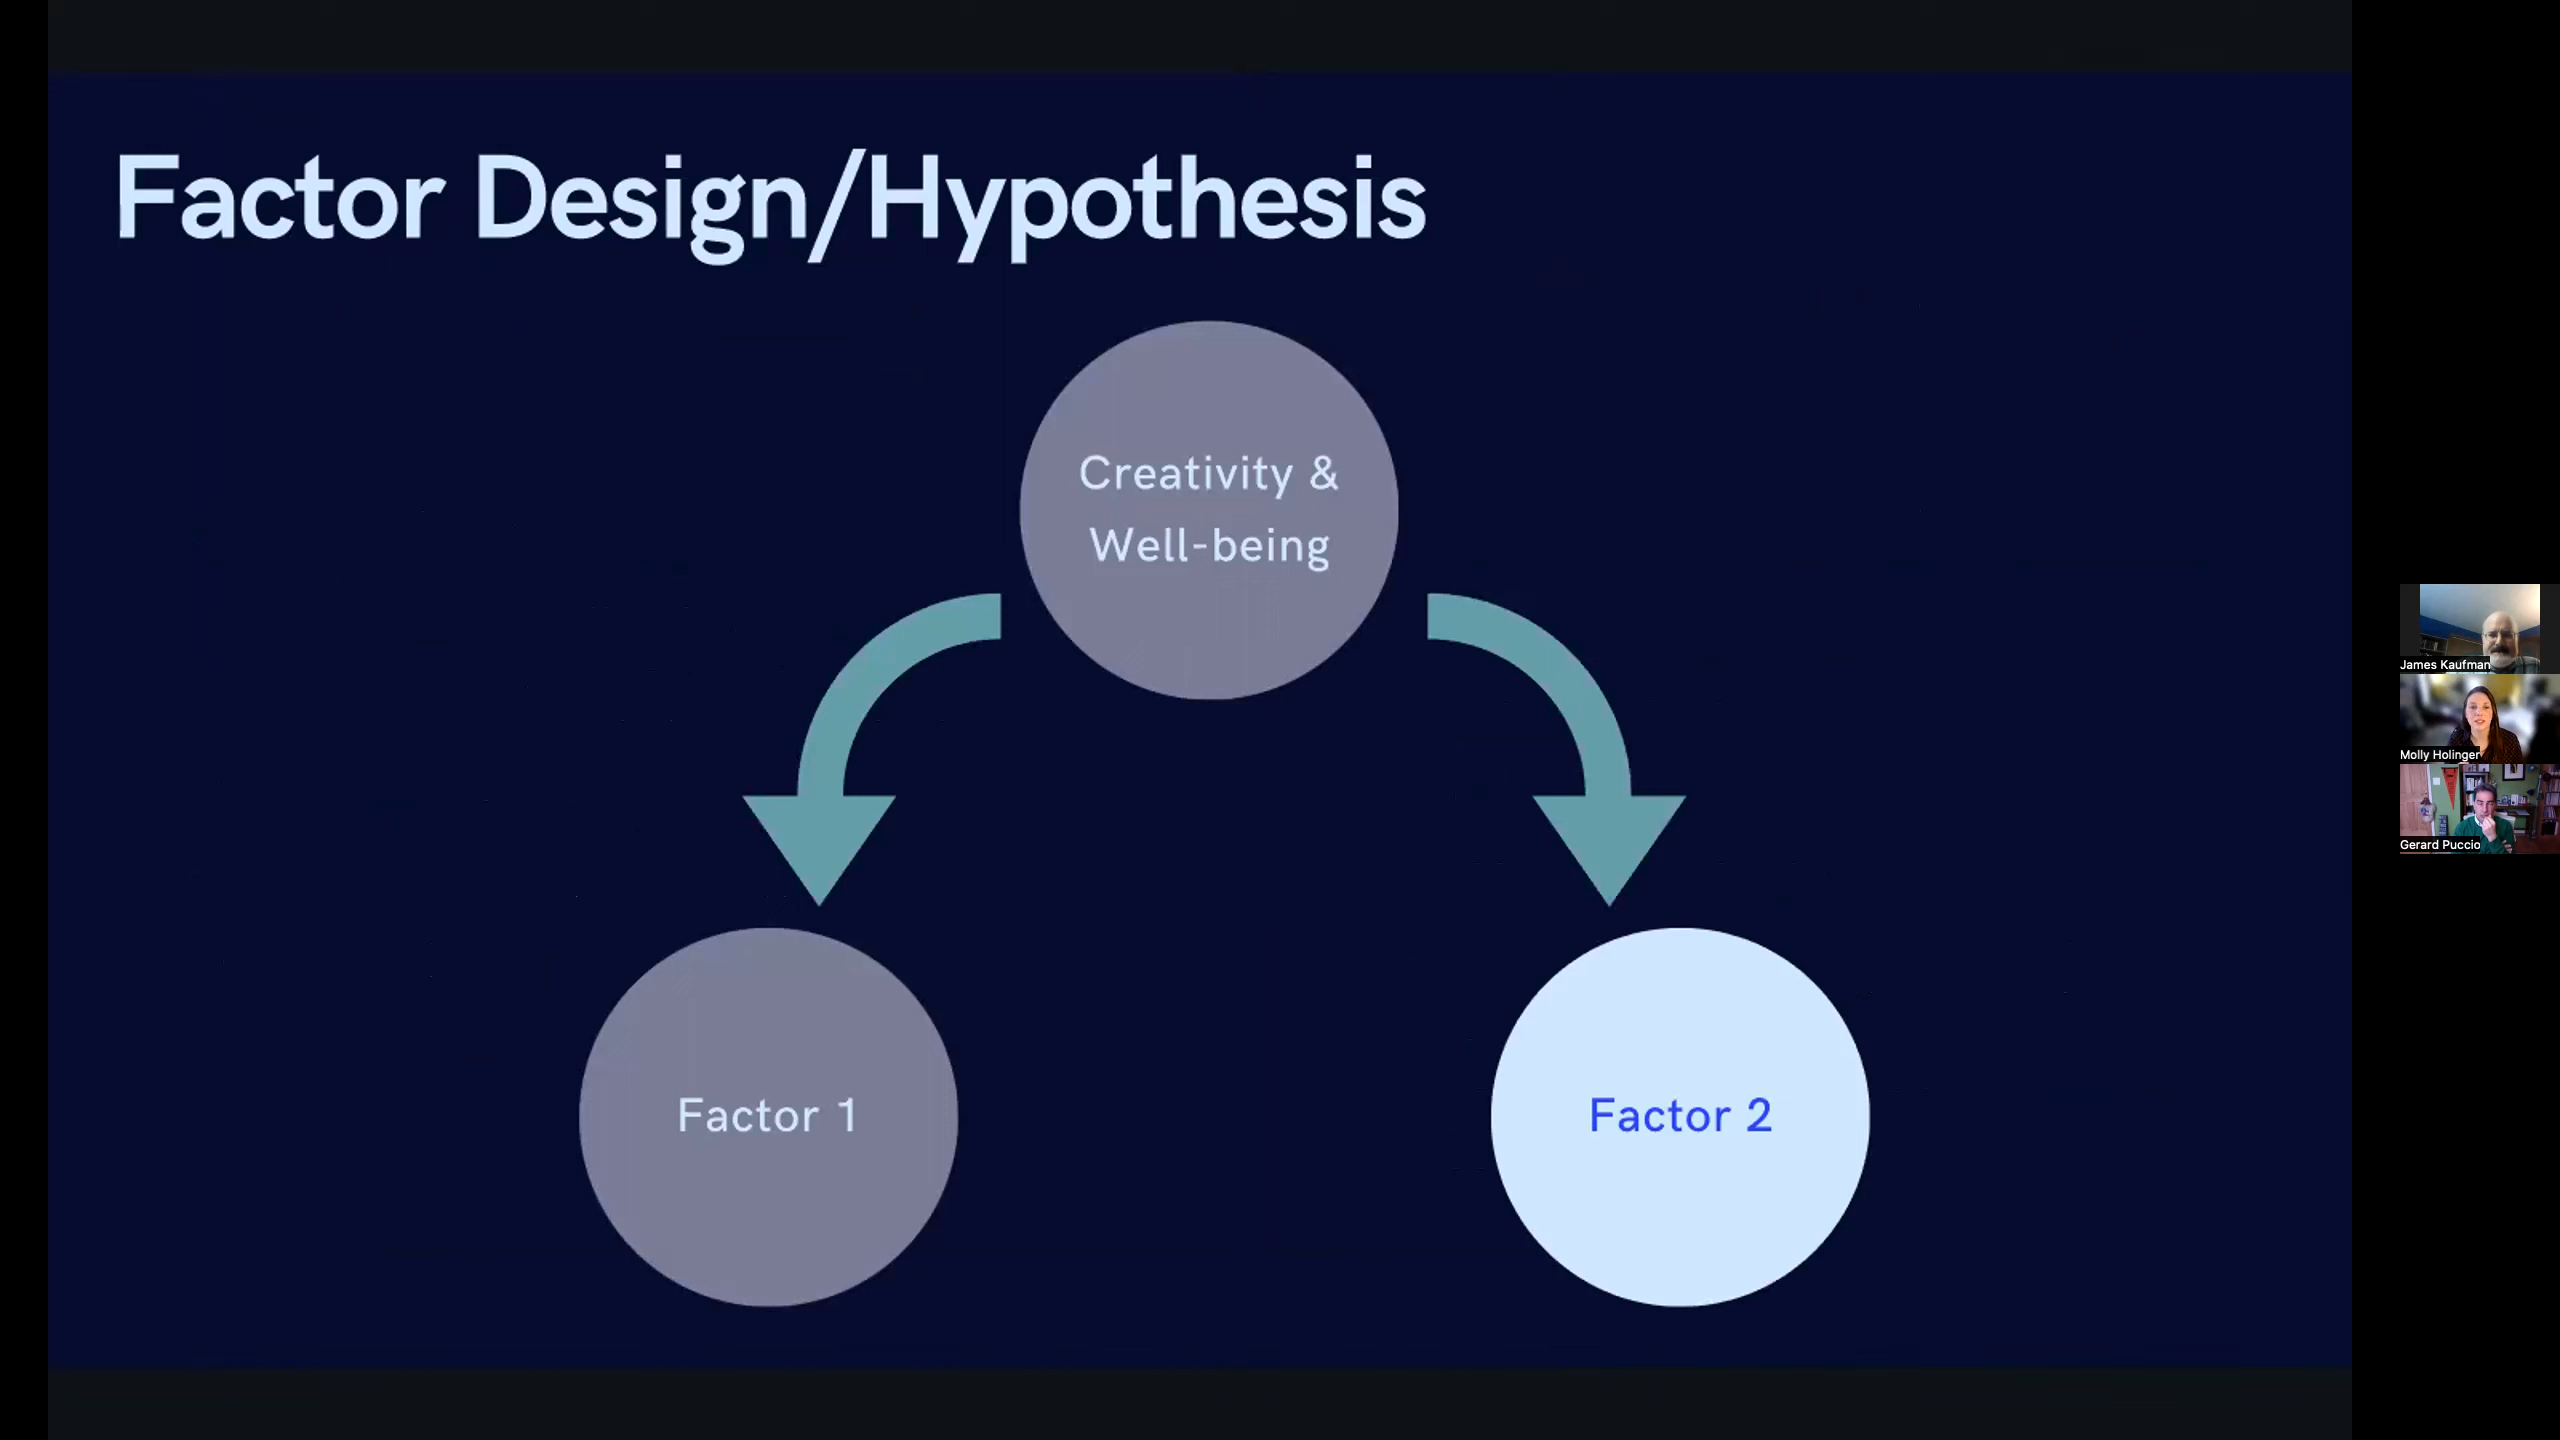 Factor Design/Hypothesis
Creativity &
Well-being
Factor 1
Factor 2
James Kaufman
Molly Holinger
Gerard Puccio